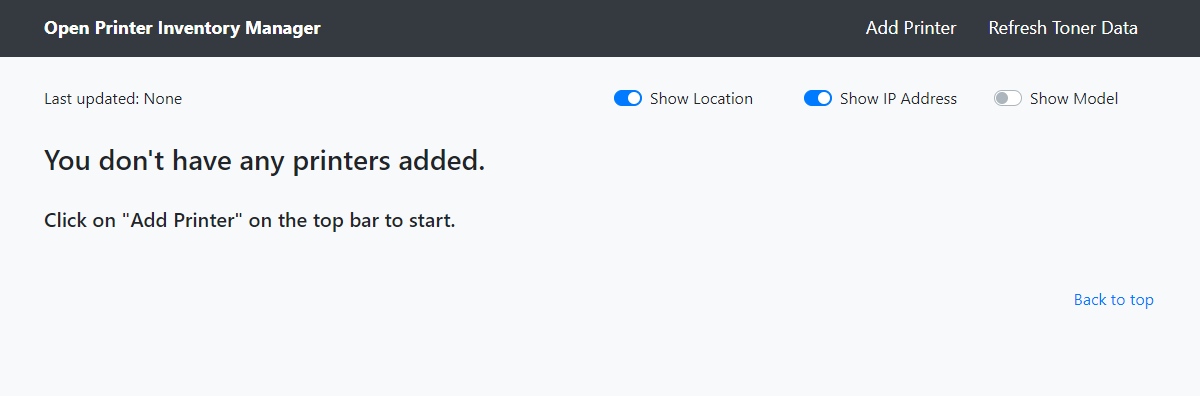 Open Printer Inventory Manager Add Printer Refresh Toner Data
Last updated: None Show Location Show IP Address Show Model
You don't have any printers added.
Click on "Add Printer" on the top bar to start.
Back to top